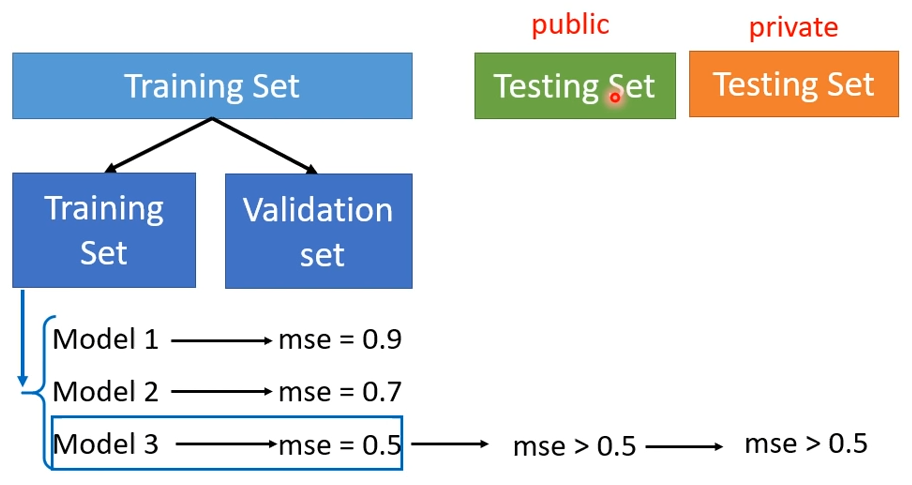 public
private
Training Set
Testing Set
Testing Set
Training
Set
Validation
set
Model 1
mse = 0.9
Model 2
mse = 0.7
Model 3
mse = 0.5
mse > 0.5
mse > 0.5